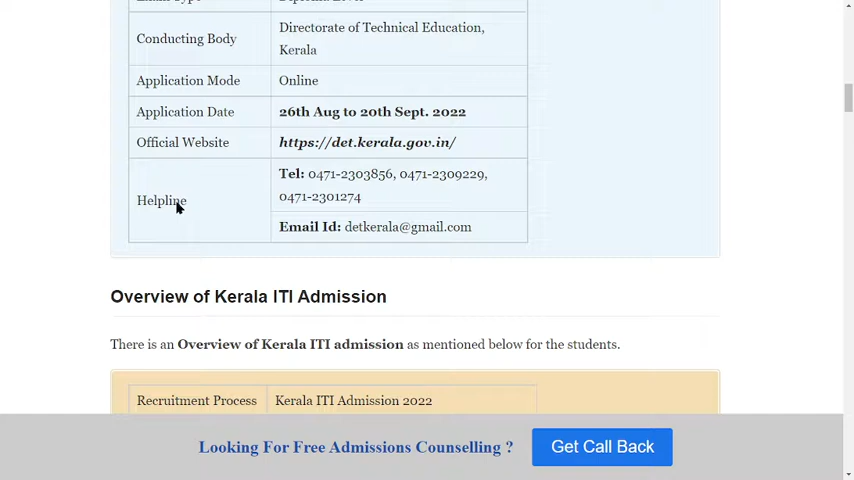 Conducting Body
Directorate of Technical Education,
Kerala
Application Mode
Online
Application Date
26th Aug to 20th Sept. 2022
Official Website
https://det.kerala.gov.in/
Helpline
Tel: 0471-2303856, 0471-2309229,
0471-2301274
Email Id: detkerala@gmail.com
Overview of Kerala ITI Admission
There is an Overview of Kerala ITI admission as mentioned below for the students.
Recruitment Process
Kerala ITI Admission 2022
Looking For Free Admissions Counselling ?
Get Call Back